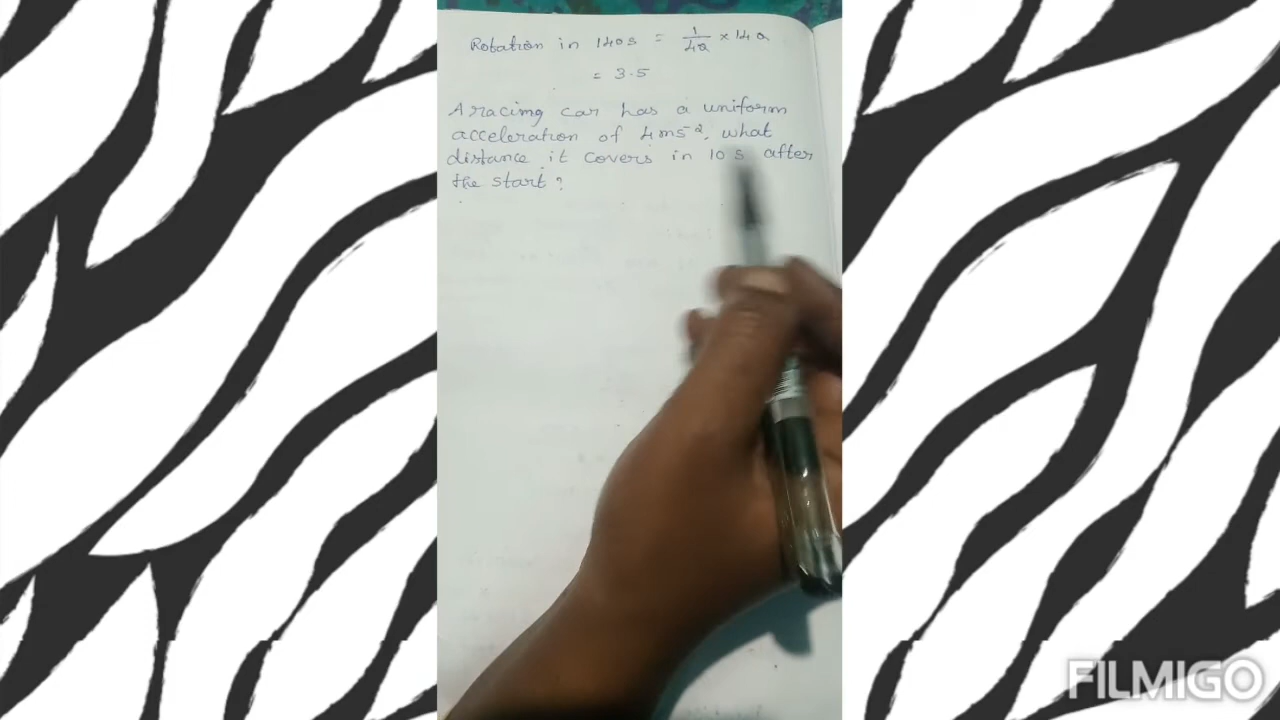 Rotation in 140s = 1/40 × 140
= 3.5
A racing car has a uniform
acceleration of 4ms⁻². what
distance it covers in 10 s after
the start?
FILMIGO